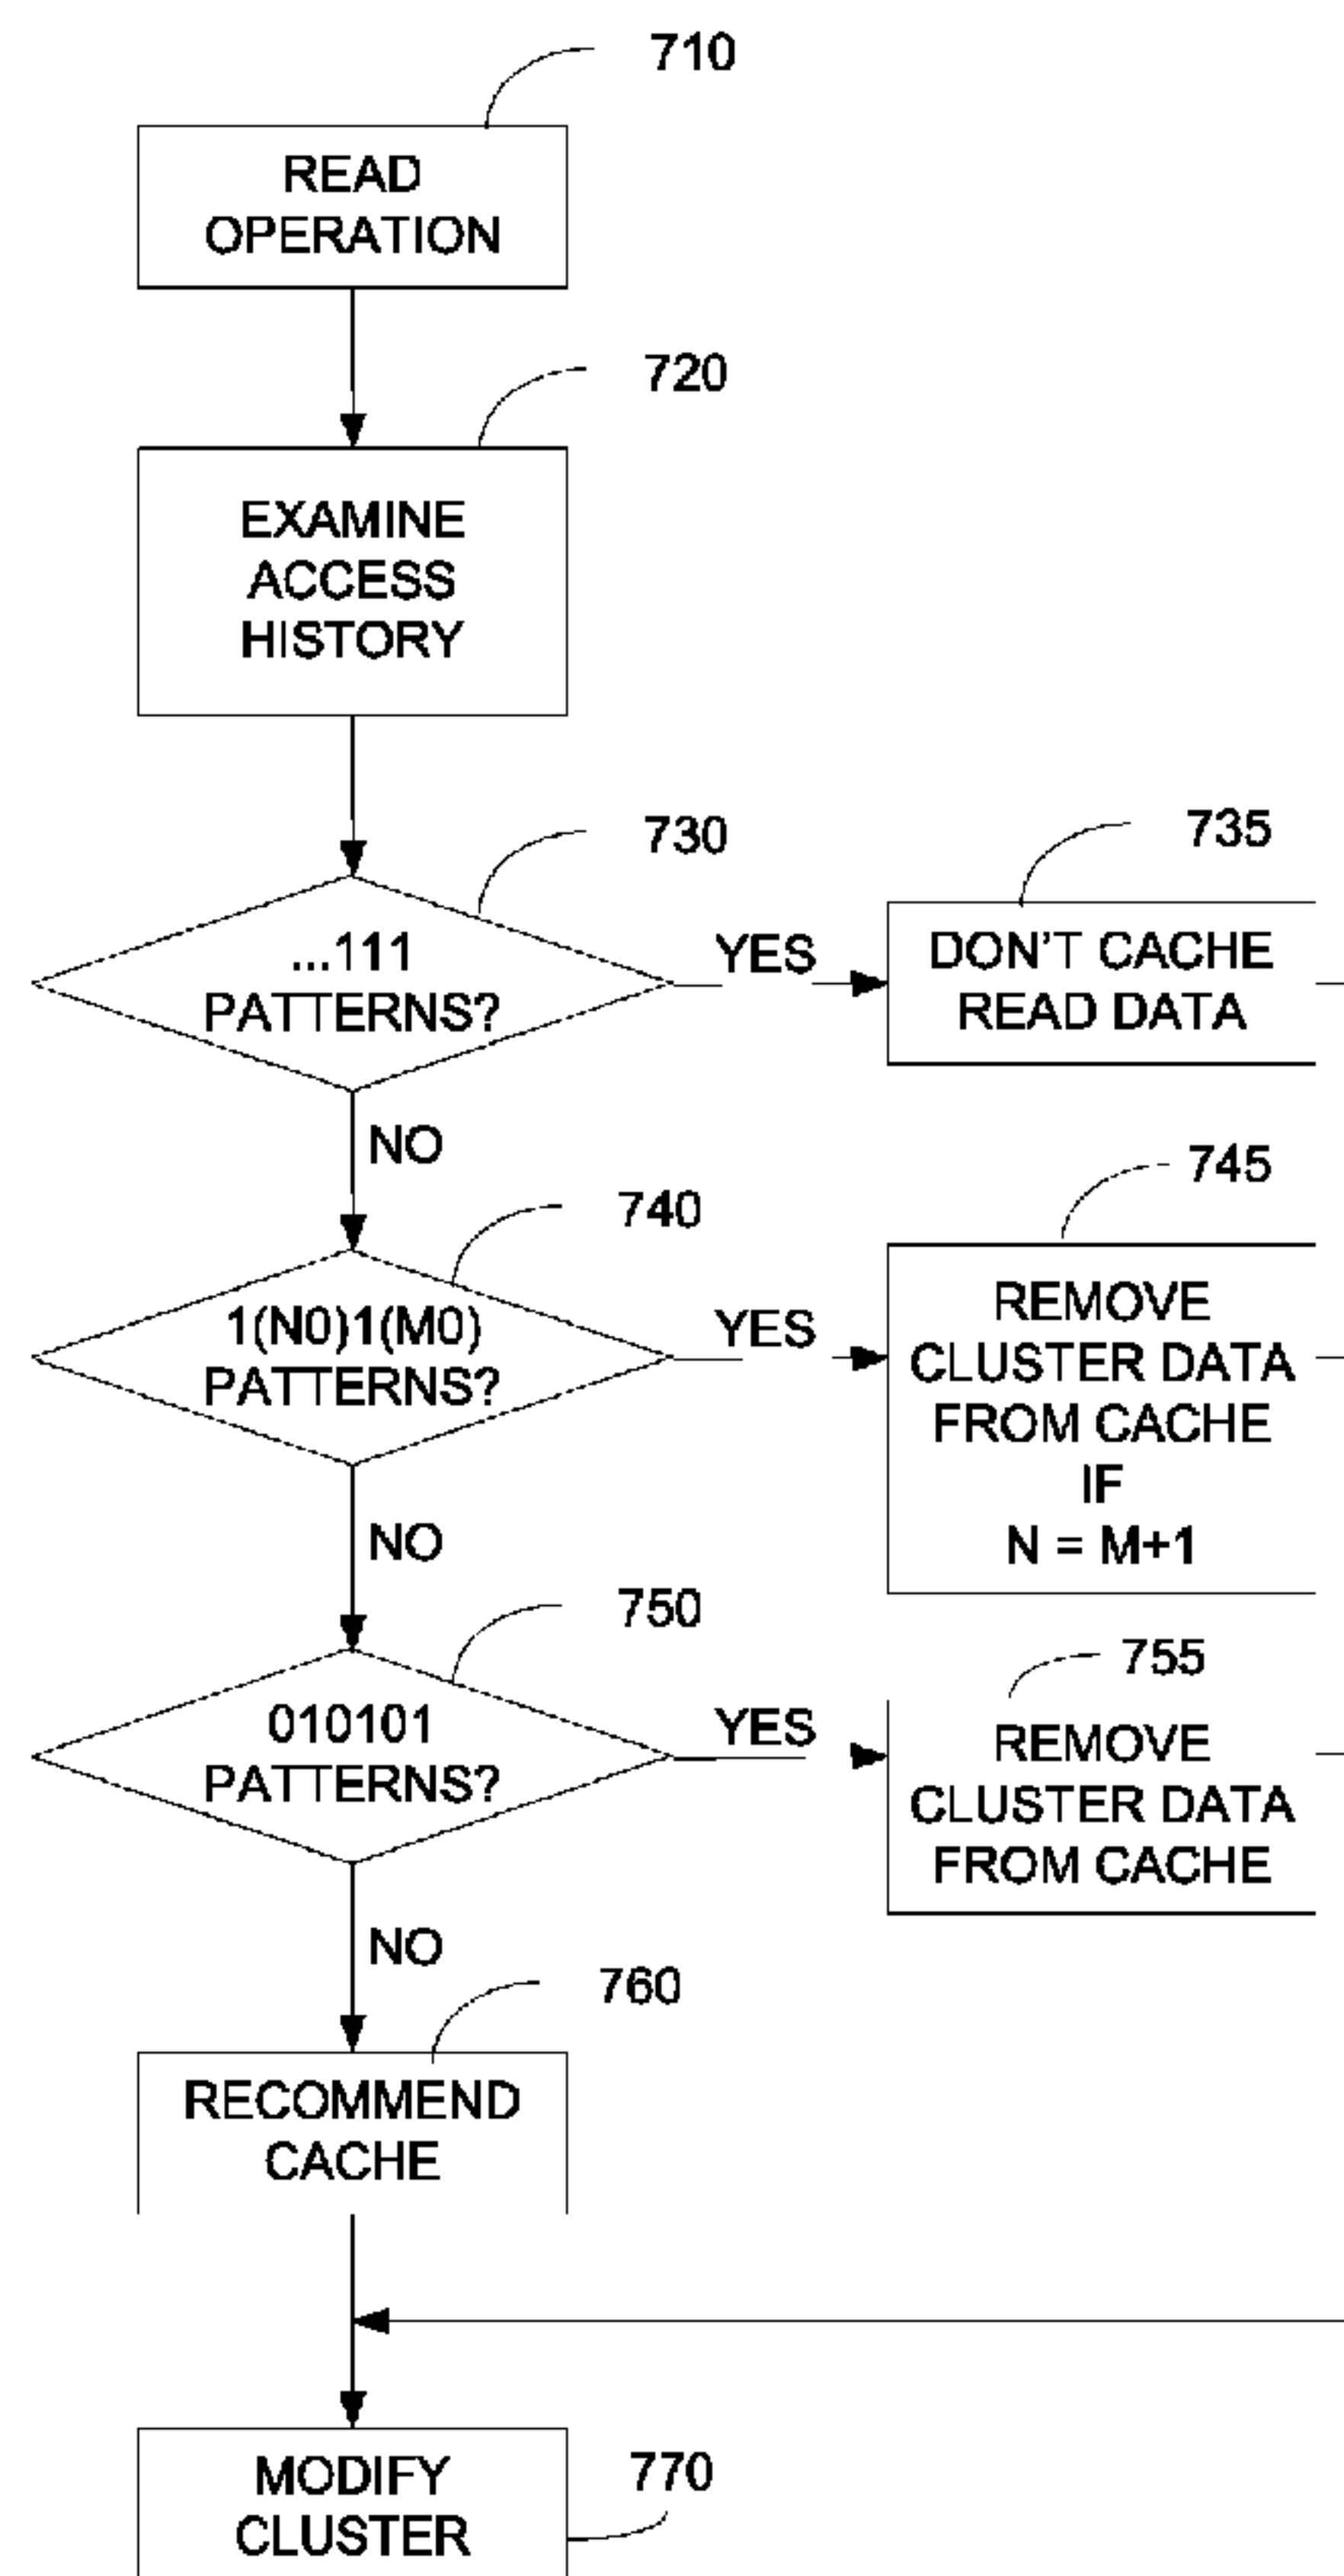 710
READ
OPERATION
720
EXAMINE
ACCESS
HISTORY
730
...111
PATTERNS?
YES
735
DON'T CACHE
READ DATA
NO
740
1(N0)1(M0)
PATTERNS?
YES
745
REMOVE
CLUSTER DATA
FROM CACHE
IF
N = M+1
NO
750
010101
PATTERNS?
YES
755
REMOVE
CLUSTER DATA
FROM CACHE
NO
760
RECOMMEND
CACHE
770
MODIFY
CLUSTER